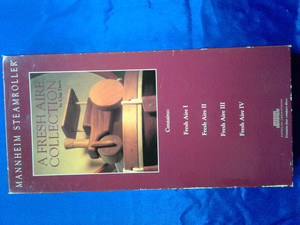 MANNHEIM STEAMROLLER
A FRESH AIRE
COLLECTION
Contains:
Fresh Aire I
Fresh Aire II
Fresh Aire III
Fresh Aire IV